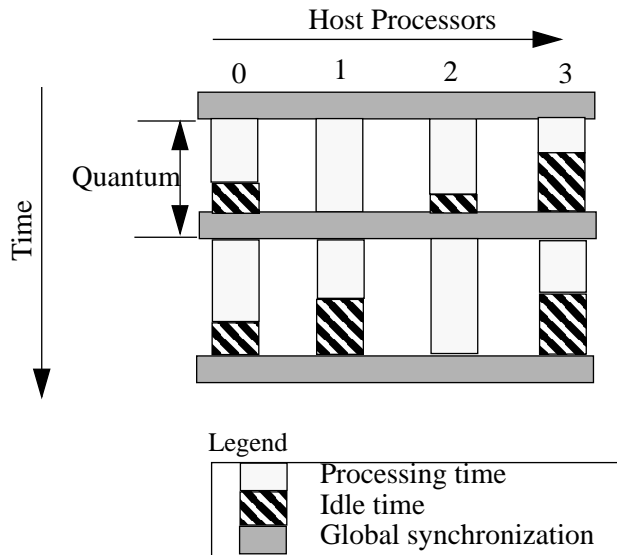 Host Processors
0 1 2 3
Quantum
Time
Legend
Processing time
Idle time
Global synchronization